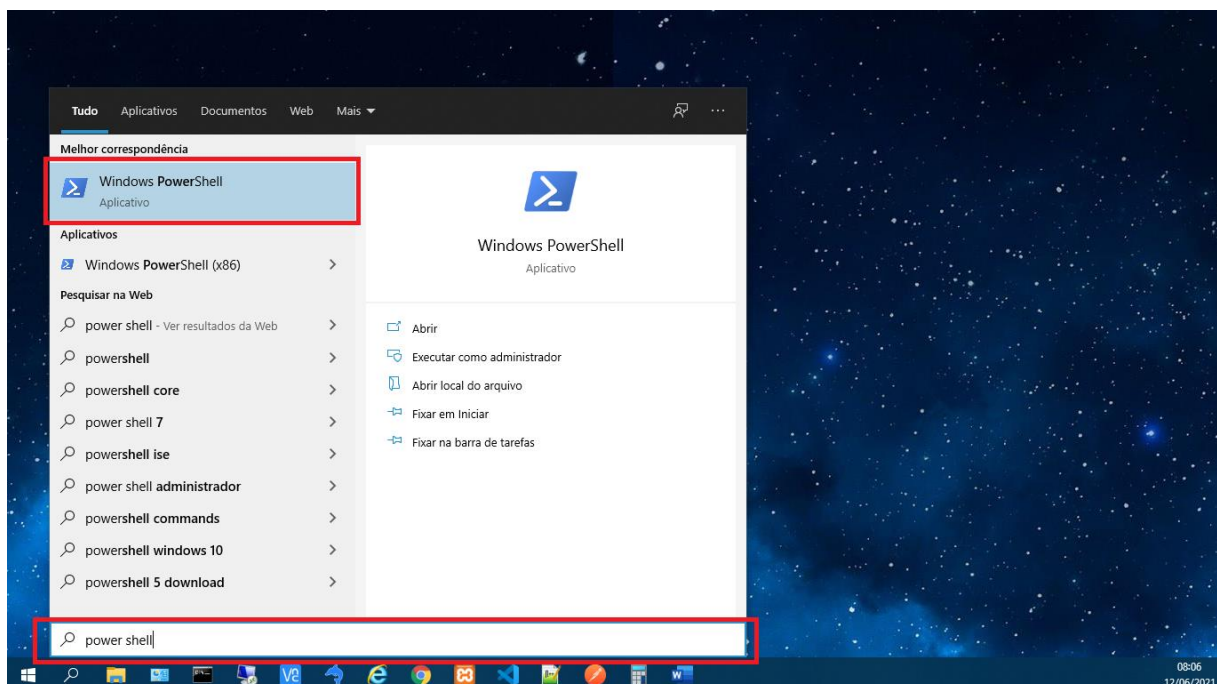 Tudo Aplicativos Documentos Web Mais
Melhor correspondência
Windows PowerShell
Aplicativo
Aplicativos
Windows PowerShell (x86)
Pesquisar na Web
power shell - Ver resultados da Web
powershell
powershell core
power shell 7
powershell ise
power shell administrador
powershell commands
powershell windows 10
powershell 5 download
Windows PowerShell
Aplicativo
Abrir
Executar como administrador
Abrir local do arquivo
Fixar em Iniciar
Fixar na barra de tarefas
power shell
08:06
12/06/2021